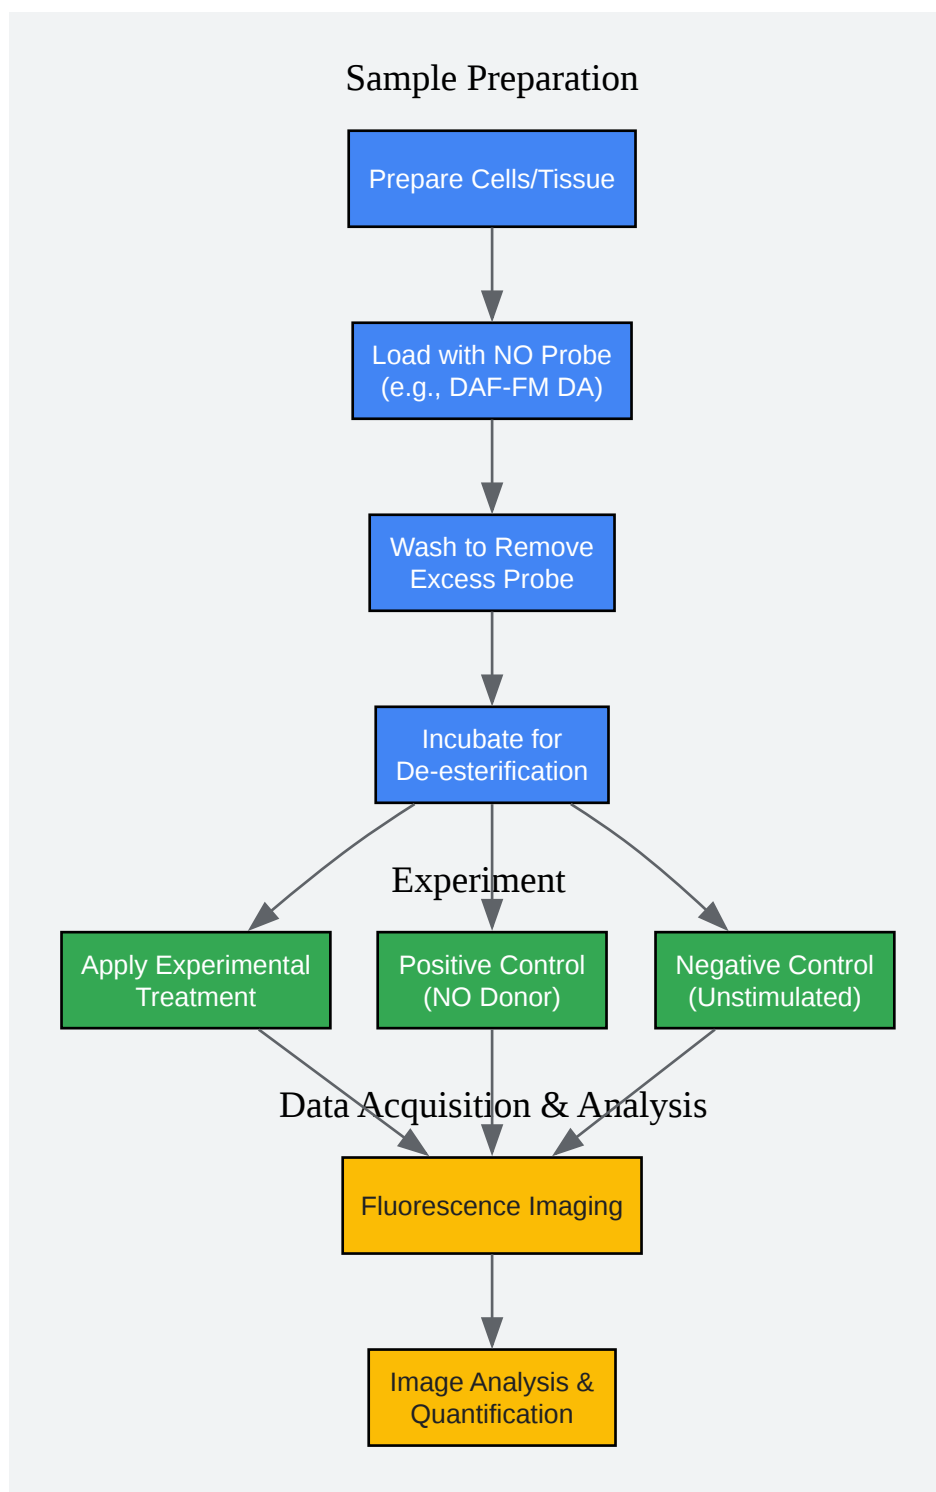 Sample Preparation
Prepare Cells/Tissue
Load with NO Probe
(e.g., DAF-FM DA)
Wash to Remove
Excess Probe
Incubate for
De-esterification
Experiment
Apply Experimental
Treatment
Positive Control
(NO Donor)
Negative Control
(Unstimulated)
Data Acquisition & Analysis
Fluorescence Imaging
Image Analysis &
Quantification